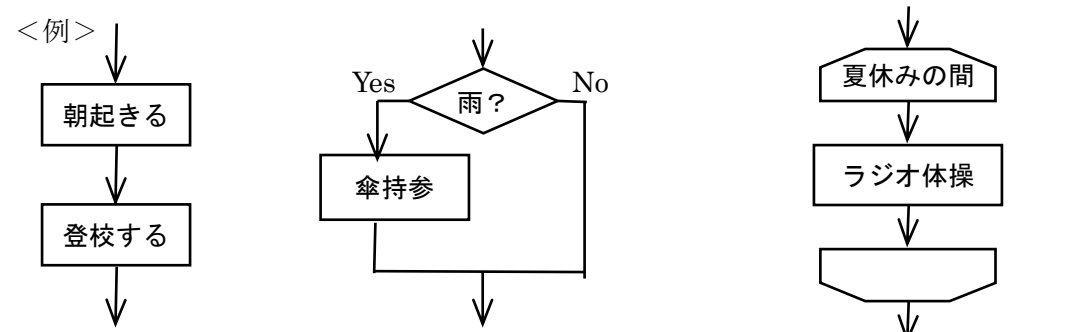 ＜例＞
朝起きる
登校する
Yes
No
雨？
傘持参
夏休みの間
ラジオ体操